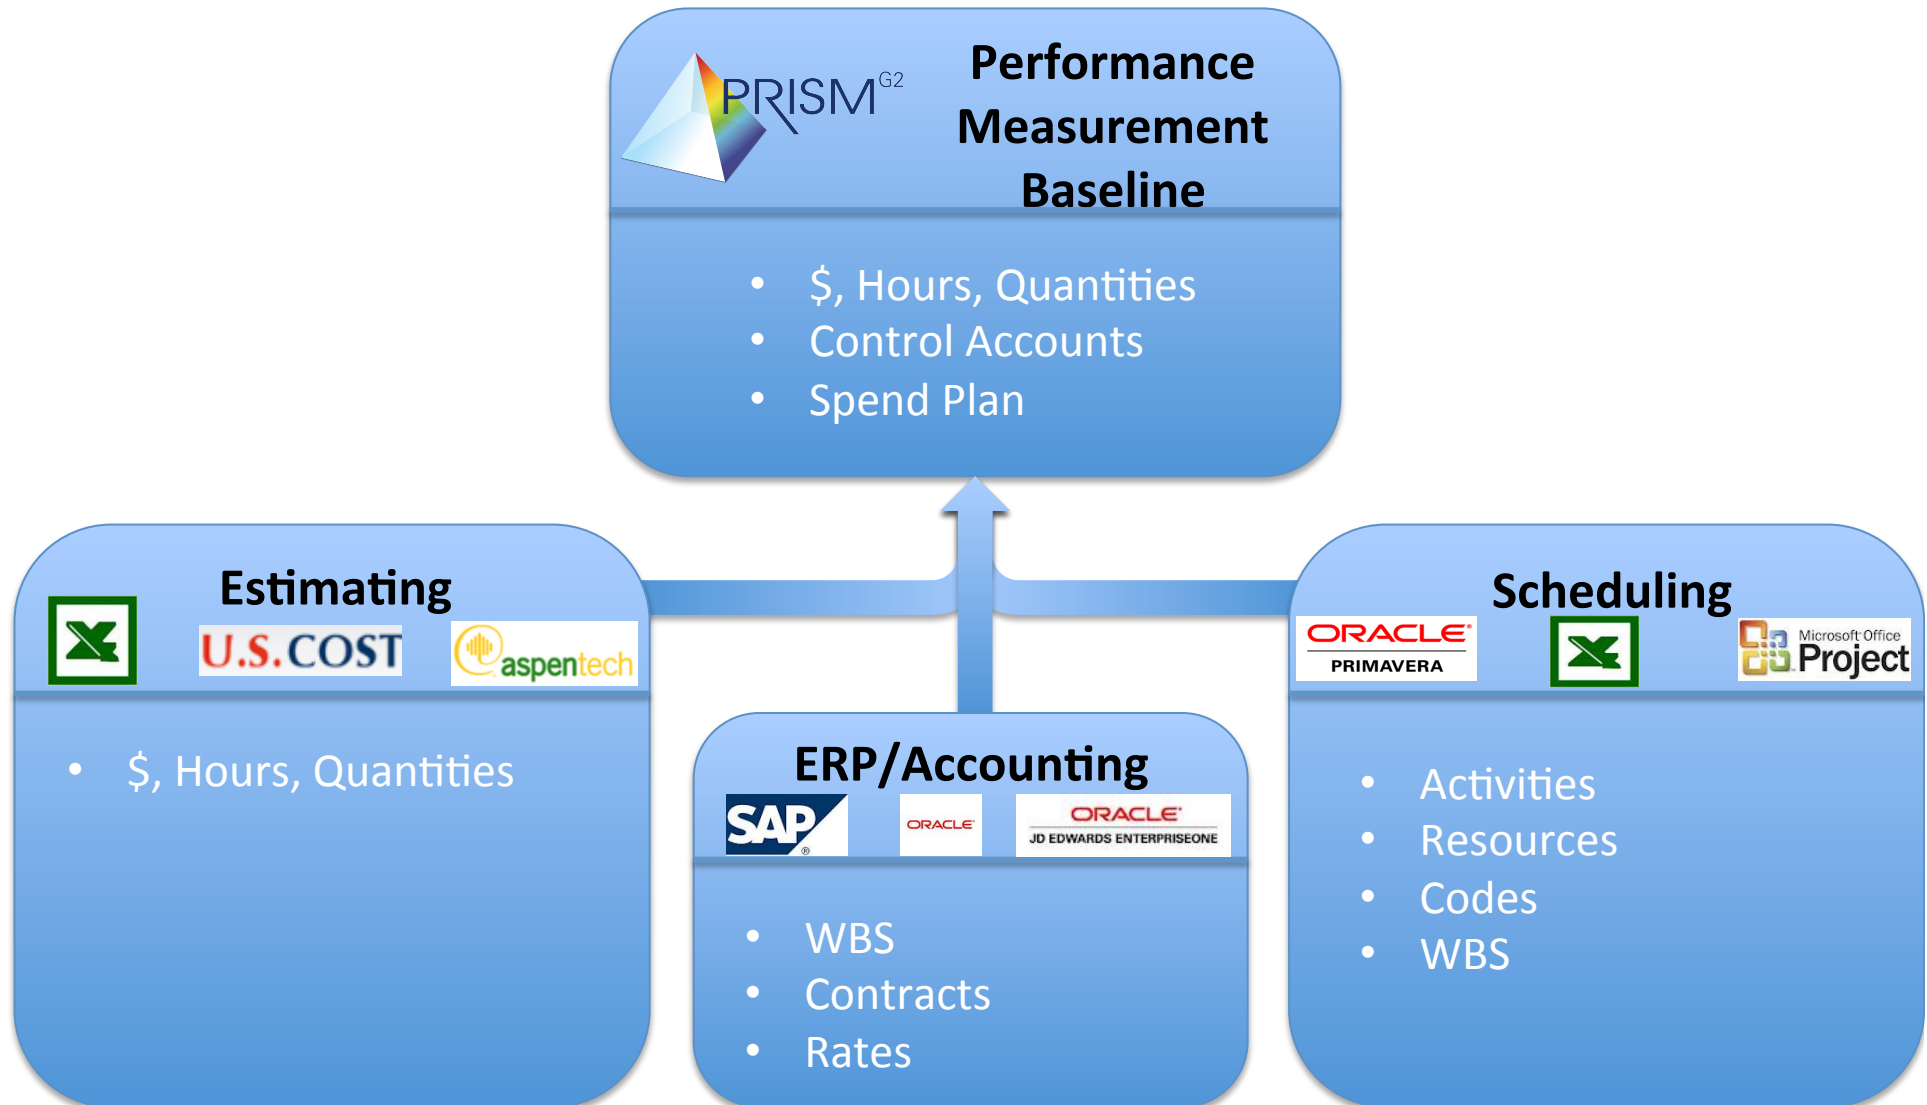 PRISM G2
Performance
Measurement
Baseline
• $, Hours, Quantities
• Control Accounts
• Spend Plan
Estimating
U.S.COST
aspentech
• $, Hours, Quantities
ERP/Accounting
SAP®
ORACLE®
ORACLE®
JD EDWARDS ENTERPRISEONE
• WBS
• Contracts
• Rates
Scheduling
ORACLE®
PRIMAVERA
Microsoft Office
Project
• Activities
• Resources
• Codes
• WBS